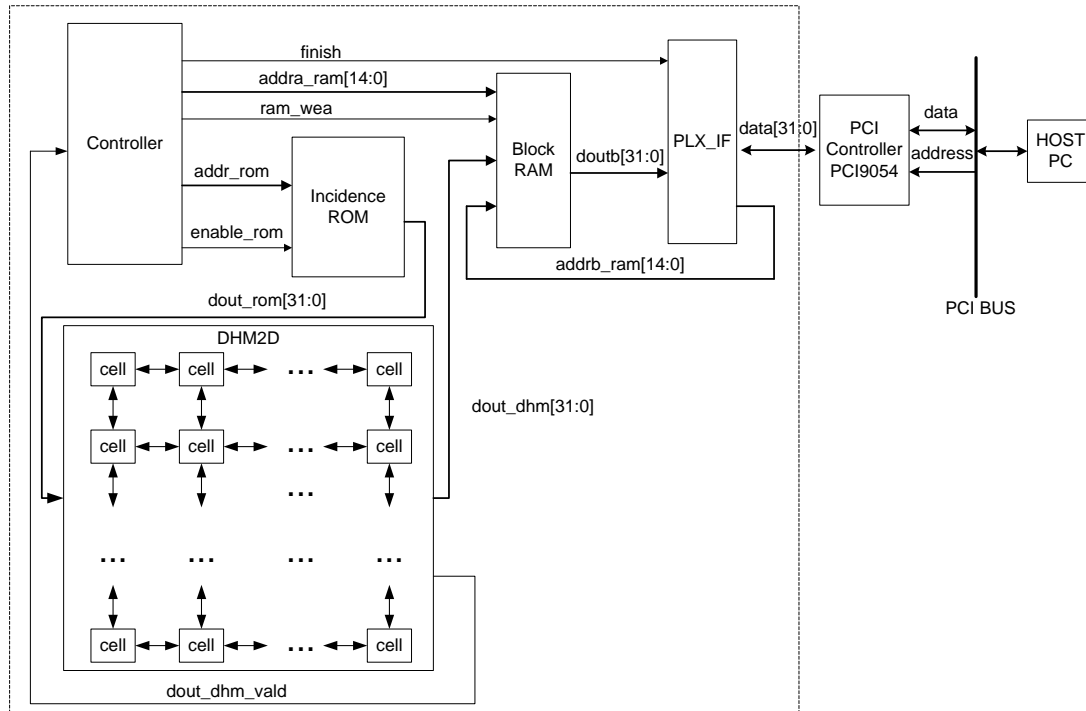 finish
addra_ram[14:0]
ram_wea
Controller
addr_rom
enable_rom
Incidence
ROM
Block
RAM
doutb[31:0]
PLX_IF
addrb_ram[14:0]
data[31:0]
PCI
Controller
PCI9054
data
address
HOST
PC
PCI BUS
dout_rom[31:0]
DHM2D
cell cell ... cell
cell cell ... cell
...
... ... ... ...
cell cell ... cell
dout_dhm[31:0]
dout_dhm_vald